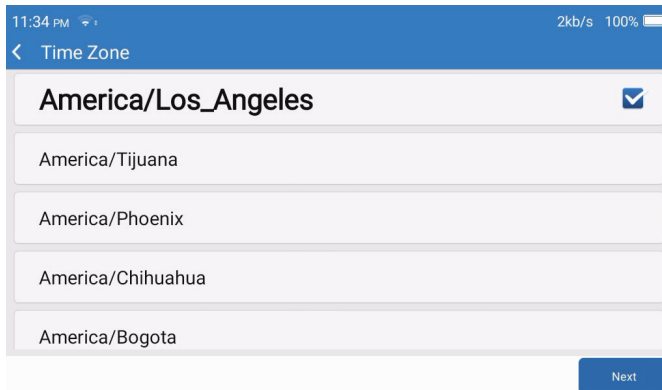 11:34 PM 2kb/s 100%
Time Zone
America/Los_Angeles
America/Tijuana
America/Phoenix
America/Chihuahua
America/Bogota
Next